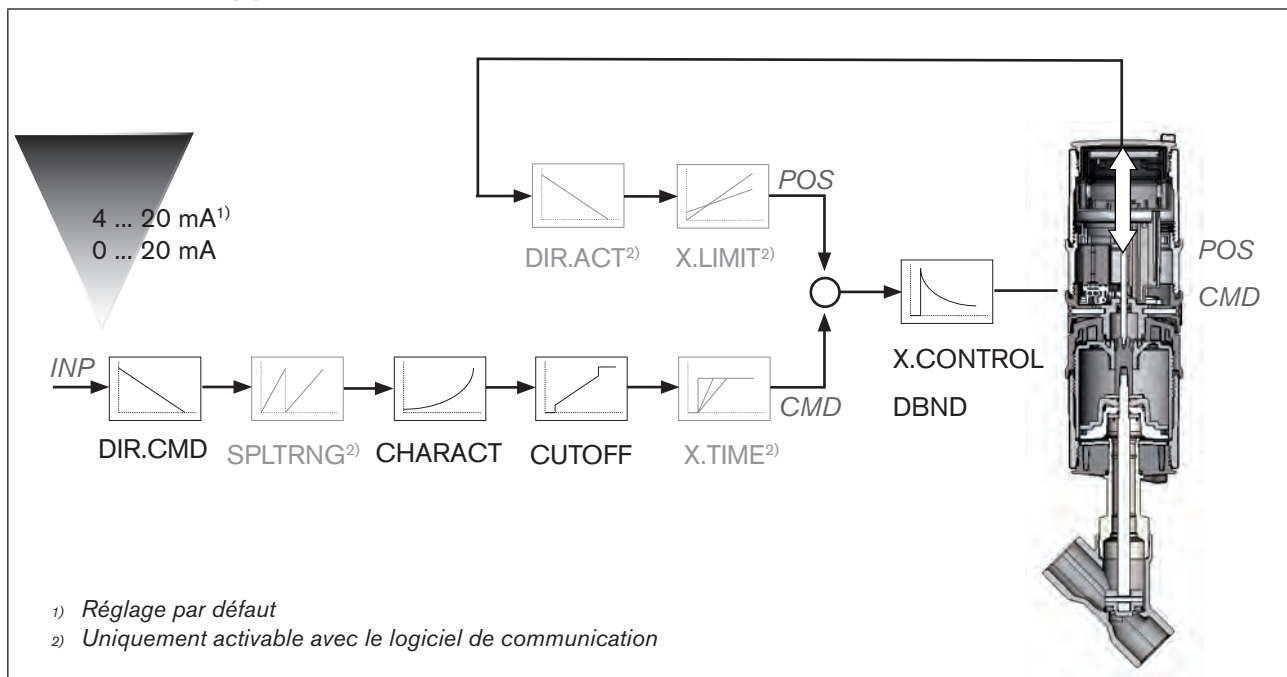 4 ... 20 mA1)
0 ... 20 mA
DIR.ACT2)
X.LIMIT2)
POS
INP
DIR.CMD
SPLTRNG2)
CHARACT
CUTOFF
X.TIME2)
CMD
X.CONTROL
DBND
POS
CMD
1) Réglage par défaut
2) Uniquement activable avec le logiciel de communication